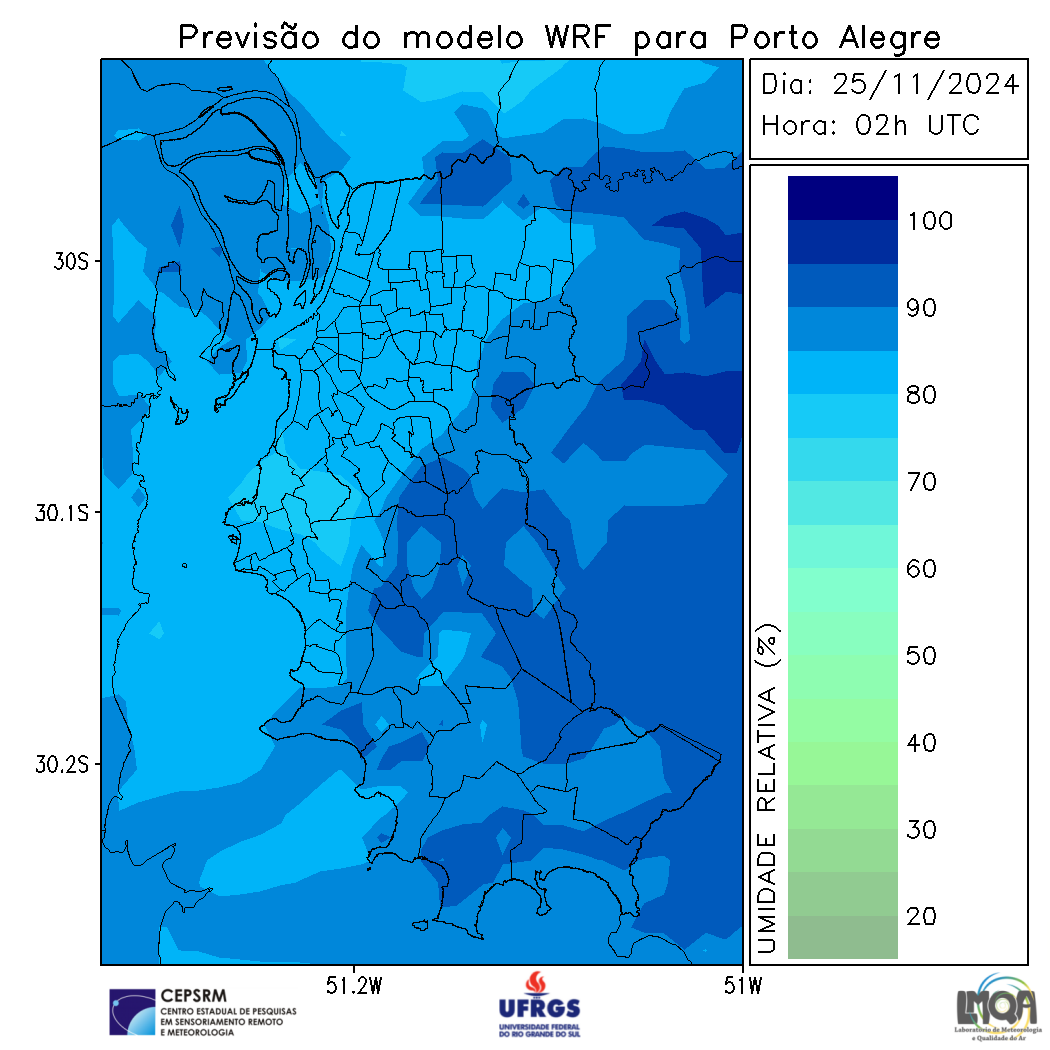 Previsão do modelo WRF para Porto Alegre
Dia: 25/11/2024
Hora: 02h UTC
30S
30.1S
30.2S
51.2W
51W
UMIDADE RELATIVA (%)
100
90
80
70
60
50
40
30
20
CEPSRM
CENTRO ESTADUAL DE PESQUISAS
EM SENSORIAMENTO REMOTO
E METEOROLOGIA
UFRGS
UNIVERSIDADE FEDERAL
DO RIO GRANDE DO SUL
LMQA
Laboratório de Meteorologia
e Qualidade do Ar